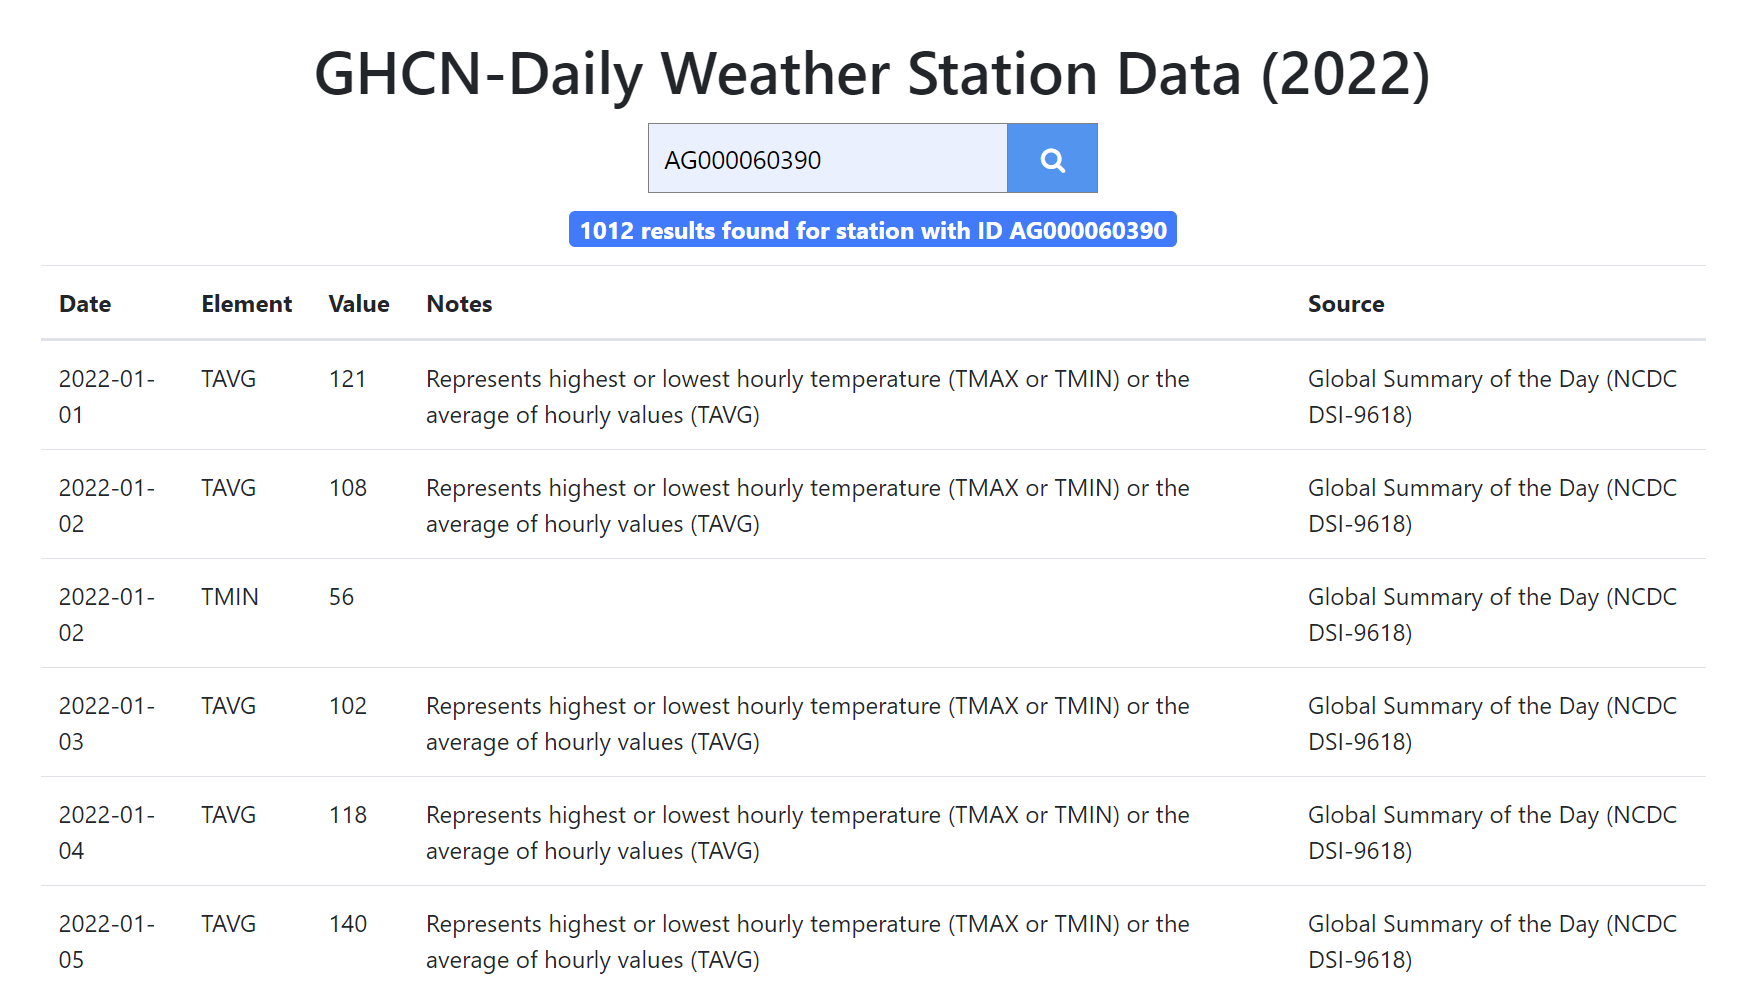 GHCN-Daily Weather Station Data (2022)
AG000060390
1012 results found for station with ID AG000060390
Date Element Value Notes Source
2022-01- TAVG 121 Represents highest or lowest hourly temperature (TMAX or TMIN) or the Global Summary of the Day (NCDC
01 average of hourly values (TAVG) DSI-9618)
2022-01- TAVG 108 Represents highest or lowest hourly temperature (TMAX or TMIN) or the Global Summary of the Day (NCDC
02 average of hourly values (TAVG) DSI-9618)
2022-01- TMIN 56 Global Summary of the Day (NCDC
02 DSI-9618)
2022-01- TAVG 102 Represents highest or lowest hourly temperature (TMAX or TMIN) or the Global Summary of the Day (NCDC
03 average of hourly values (TAVG) DSI-9618)
2022-01- TAVG 118 Represents highest or lowest hourly temperature (TMAX or TMIN) or the Global Summary of the Day (NCDC
04 average of hourly values (TAVG) DSI-9618)
2022-01- TAVG 140 Represents highest or lowest hourly temperature (TMAX or TMIN) or the Global Summary of the Day (NCDC
05 average of hourly values (TAVG) DSI-9618)